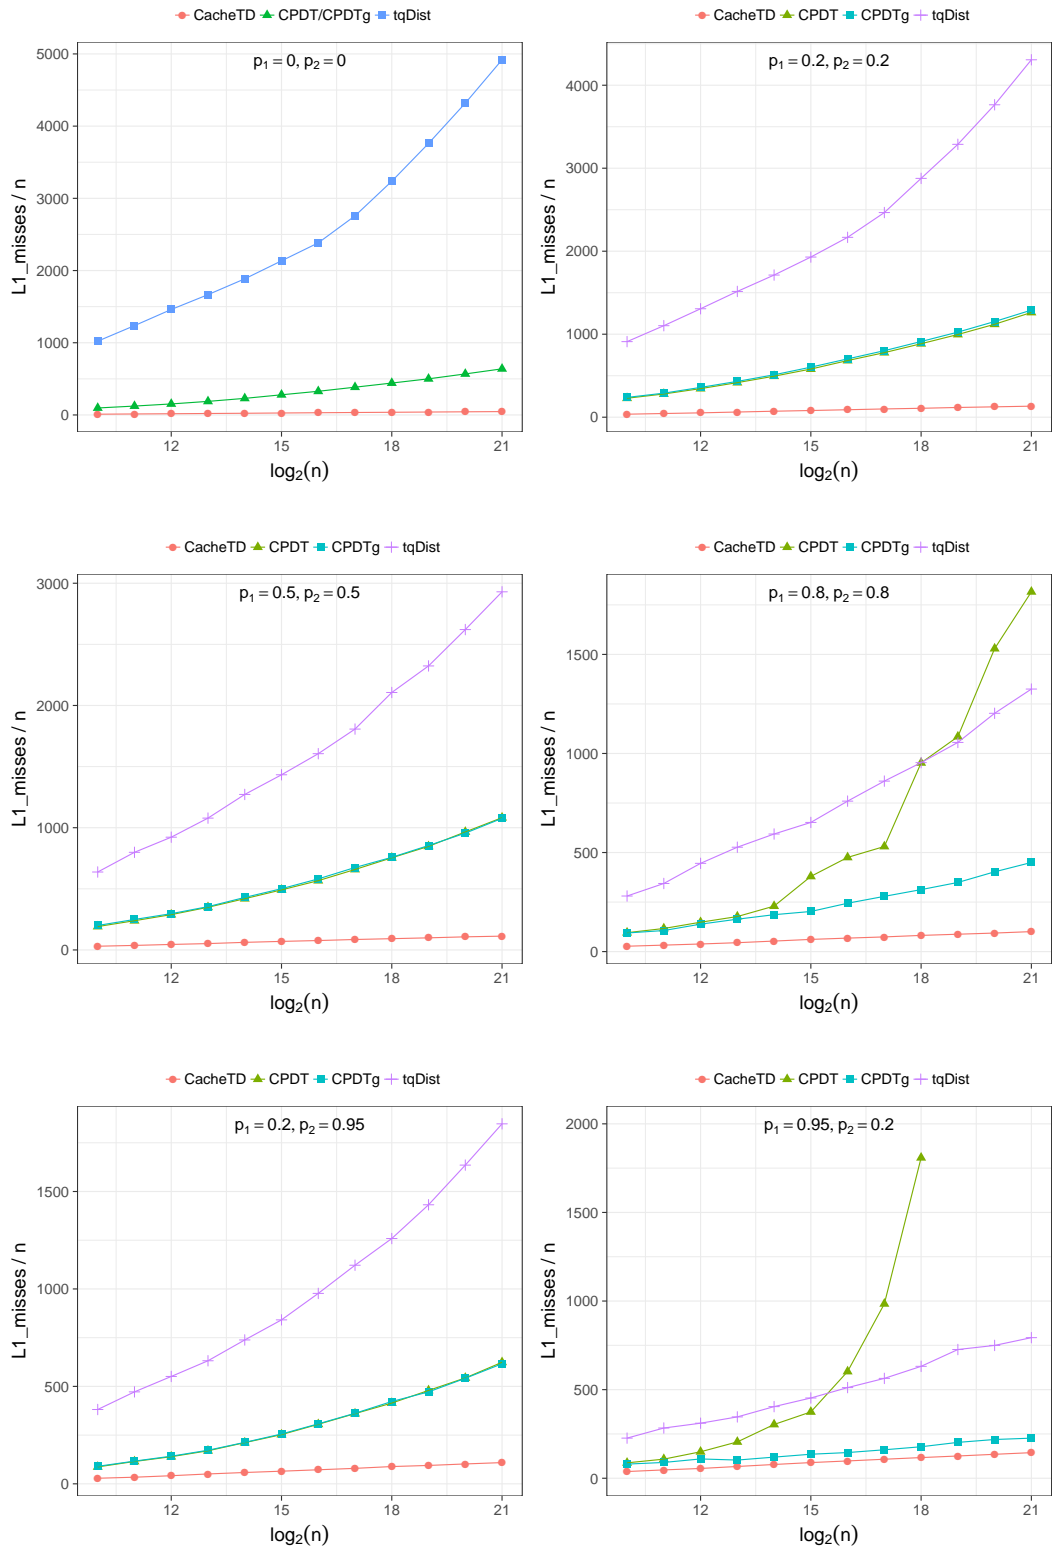 CacheTD CPDT/CPDTg tqDist
p1 = 0, p2 = 0
5000
4000
3000
2000
1000
0
L1_misses / n
12 15 18 21
log2(n)
CacheTD CPDT CPDTg tqDist
p1 = 0.2, p2 = 0.2
4000
3000
2000
1000
0
L1_misses / n
12 15 18 21
log2(n)
CacheTD CPDT CPDTg tqDist
p1 = 0.5, p2 = 0.5
3000
2000
1000
0
L1_misses / n
12 15 18 21
log2(n)
CacheTD CPDT CPDTg tqDist
p1 = 0.8, p2 = 0.8
1500
1000
500
0
L1_misses / n
12 15 18 21
log2(n)
CacheTD CPDT CPDTg tqDist
p1 = 0.2, p2 = 0.95
1500
1000
500
0
L1_misses / n
12 15 18 21
log2(n)
CacheTD CPDT CPDTg tqDist
p1 = 0.95, p2 = 0.2
2000
1500
1000
500
0
L1_misses / n
12 15 18 21
log2(n)